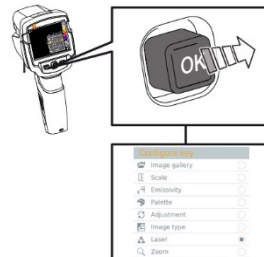 OK
Configure key
Image gallery
Scale
Emissivity
Palette
Adjustment
Image type
Laser
Zoom